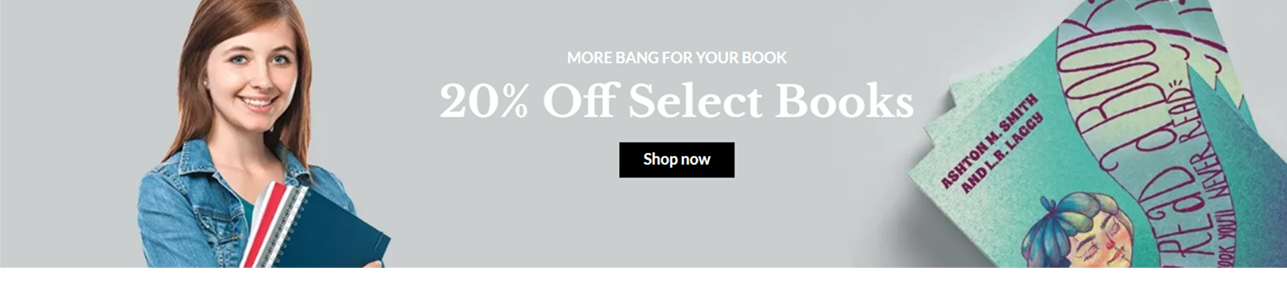 MORE BANG FOR YOUR BOOK
20% Off Select Books
Shop now
ASHTON M. SMITH
AND L.R. LAGGY
READ A BOOK
YOU'LL NEVER READ